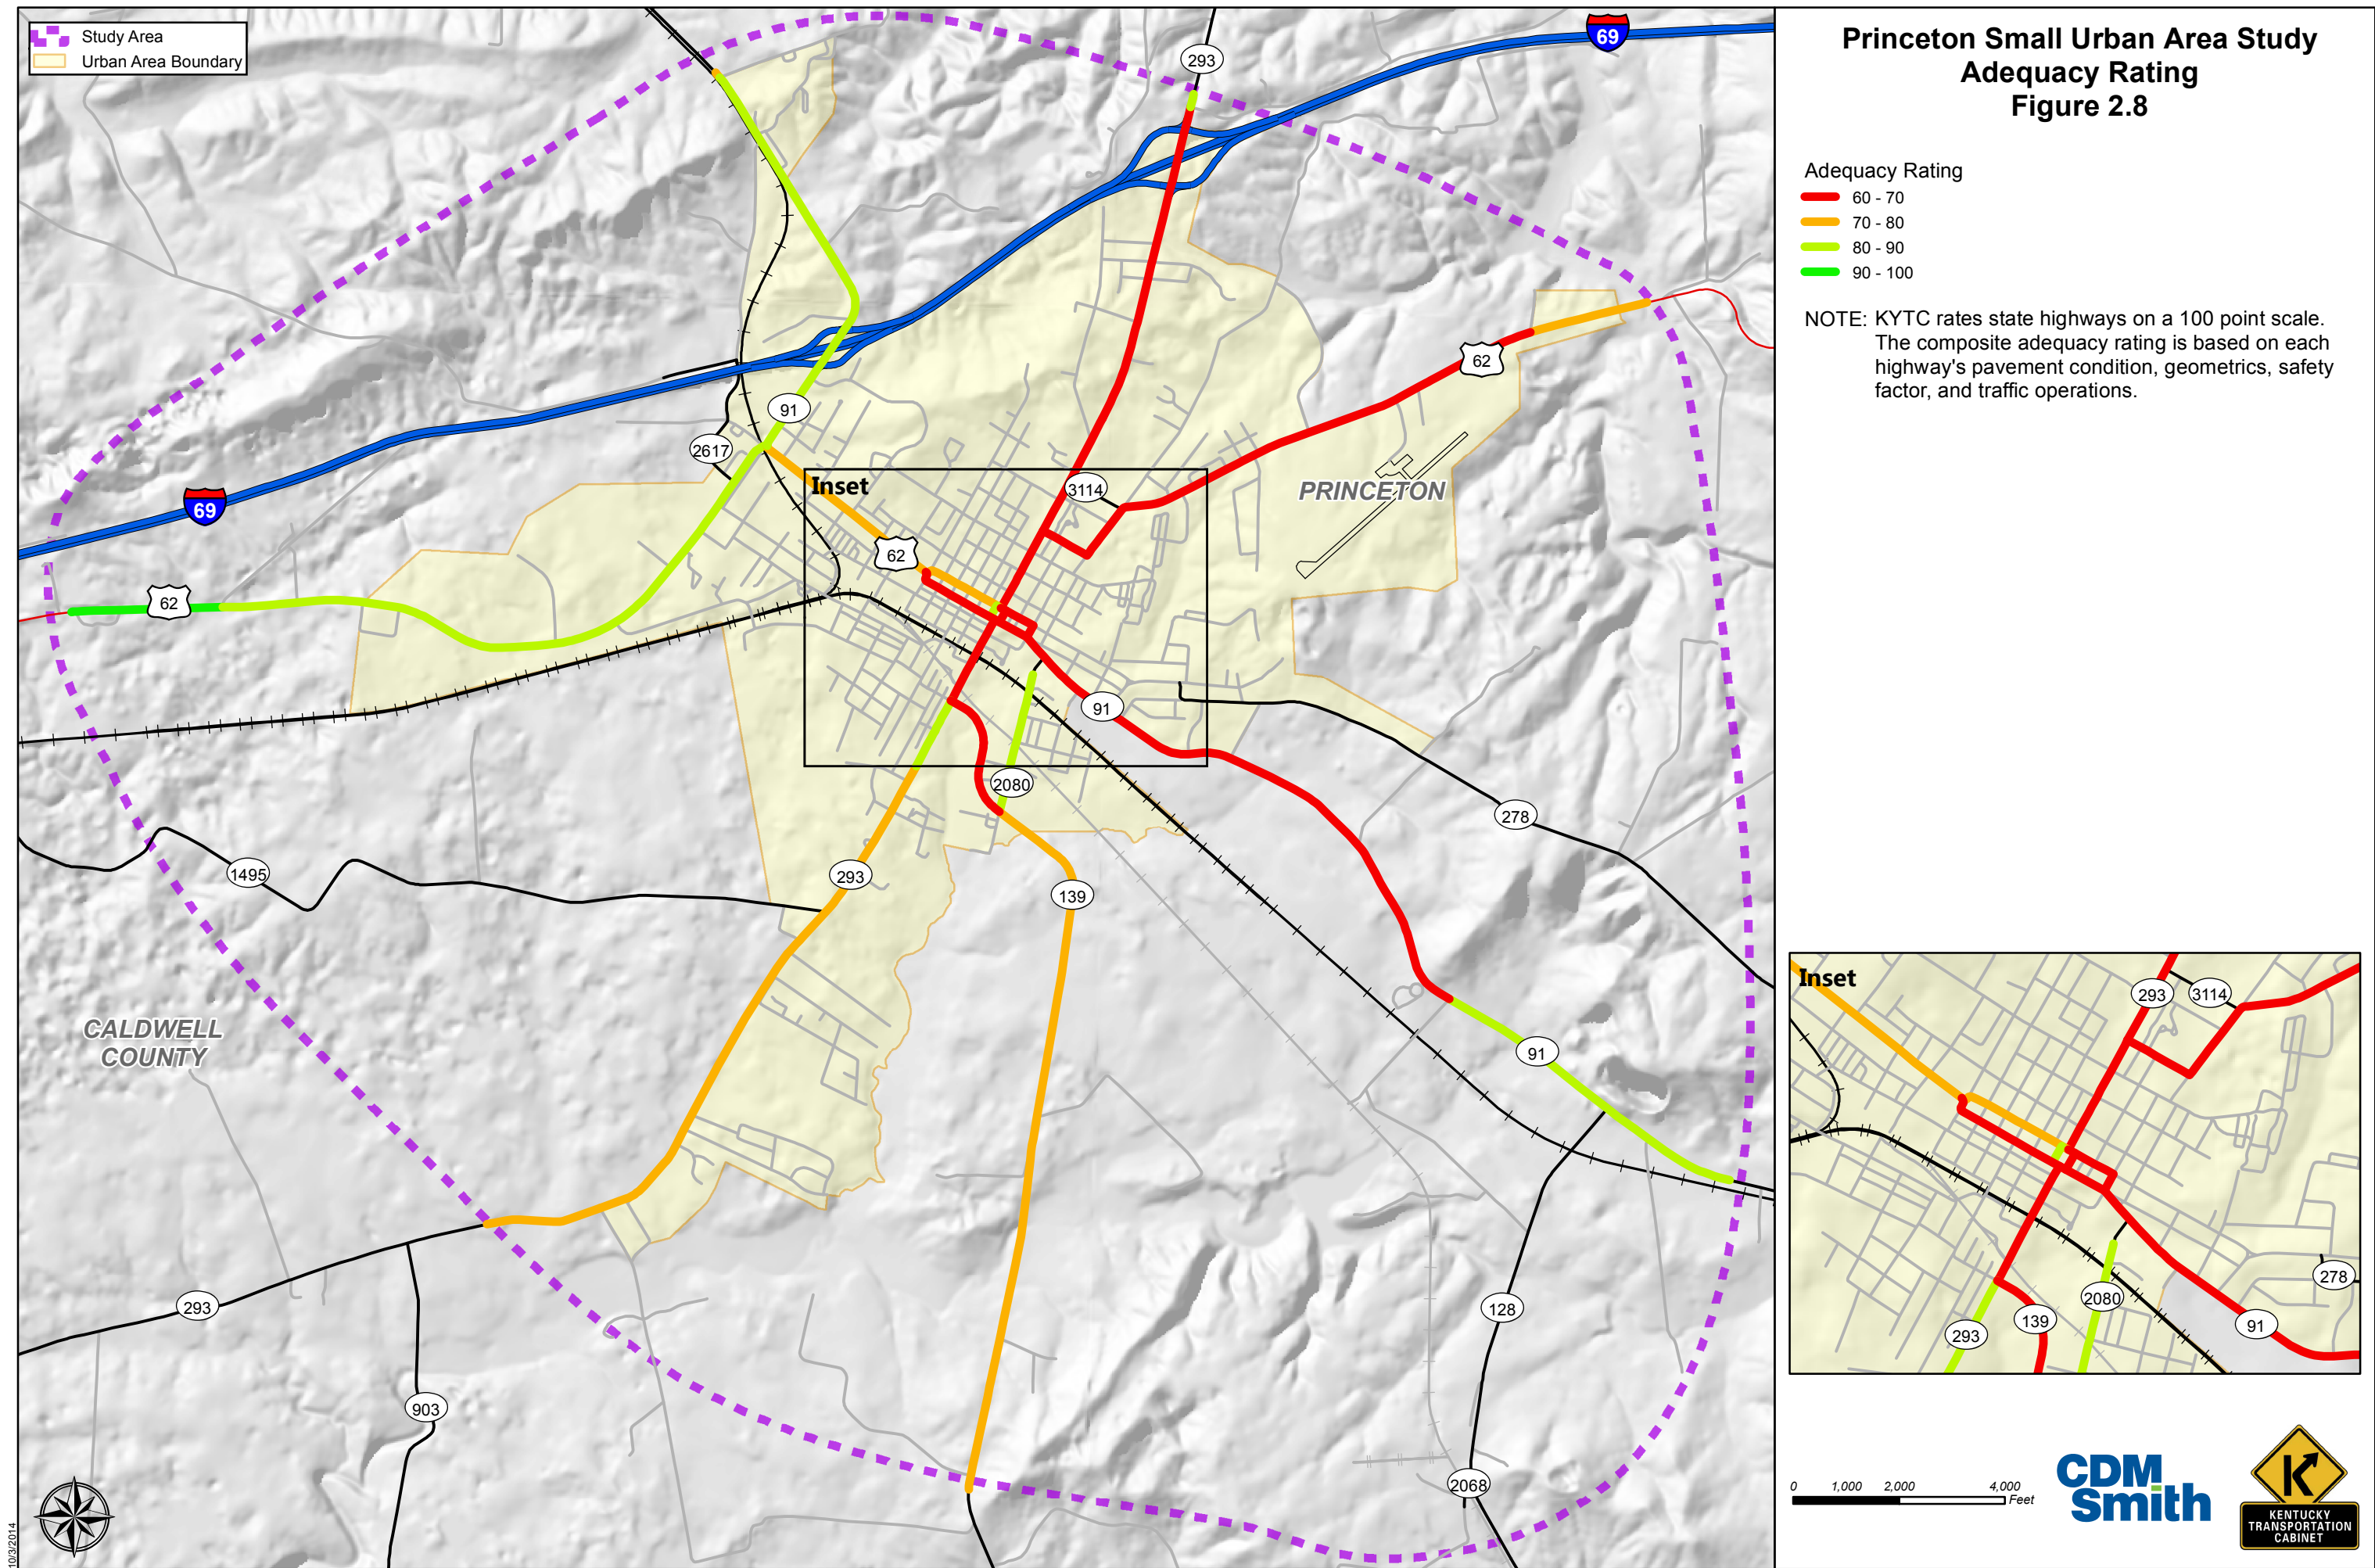 Study Area
Urban Area Boundary
Princeton Small Urban Area Study
Adequacy Rating
Figure 2.8
Adequacy Rating
60 - 70
70 - 80
80 - 90
90 - 100
NOTE: KYTC rates state highways on a 100 point scale.
The composite adequacy rating is based on each
highway's pavement condition, geometrics, safety
factor, and traffic operations.
69
293
62
91
2617
Inset
3114
PRINCETON
69
62
62
91
2080
278
1495
293
139
CALDWELL
COUNTY
91
293
128
903
2068
Inset
293
3114
278
2080
139
91
293
0 1,000 2,000 4,000
Feet
CDM
Smith
K
KENTUCKY
TRANSPORTATION
CABINET
10/3/2014